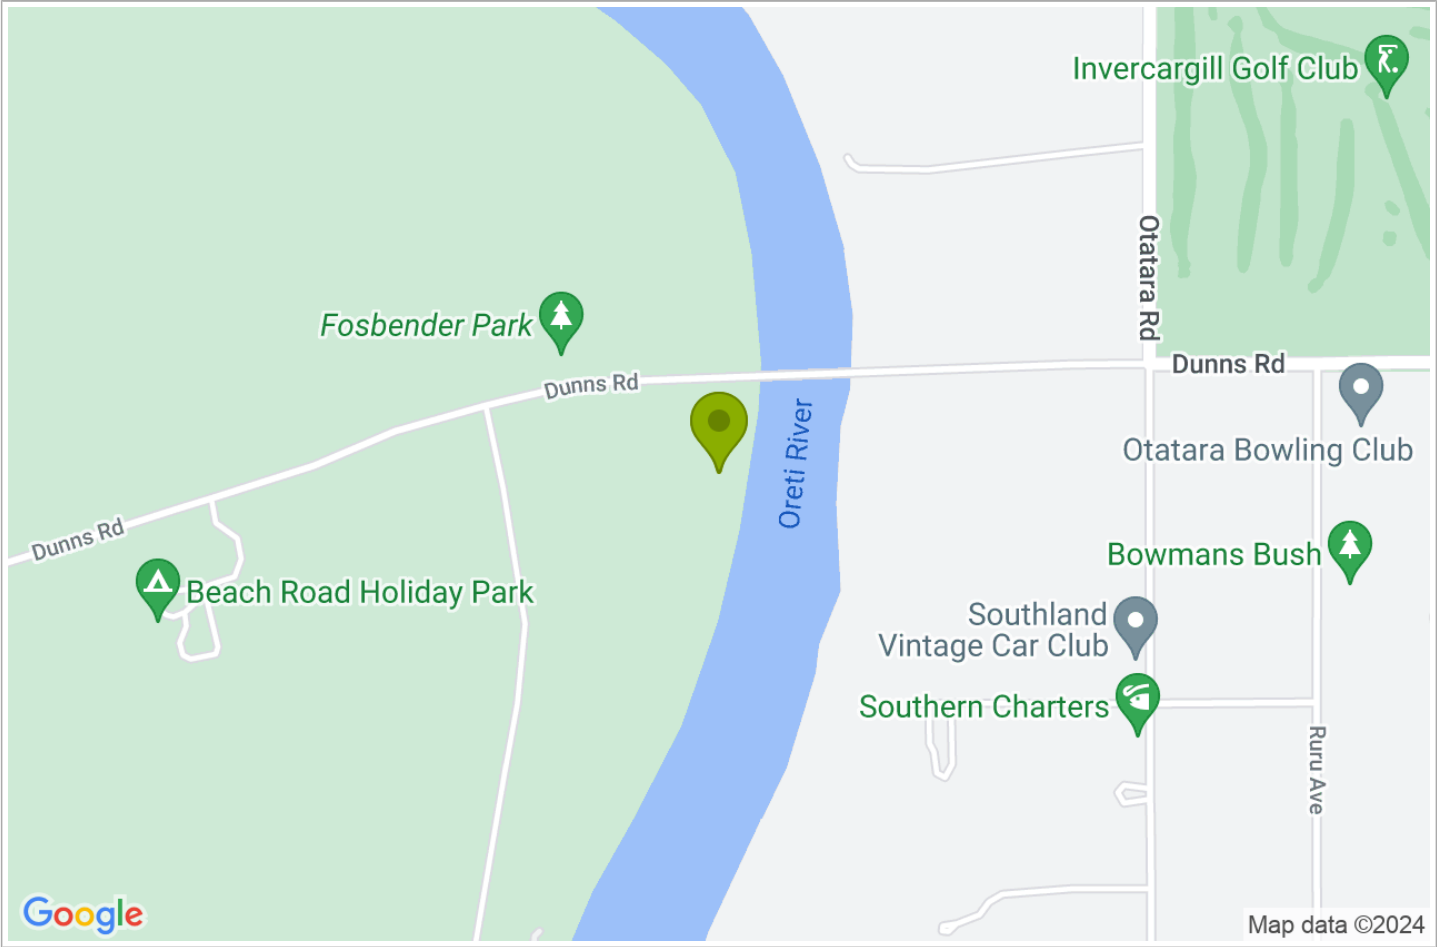 Invercargill Golf Club
Otatara Rd
Fosbender Park
Dunns Rd
Dunns Rd
Otatara Bowling Club
Oreti River
Dunns Rd
Bowmans Bush
Beach Road Holiday Park
Southland
Vintage Car Club
Southern Charters
Ruru Ave
Google
Map data ©2024